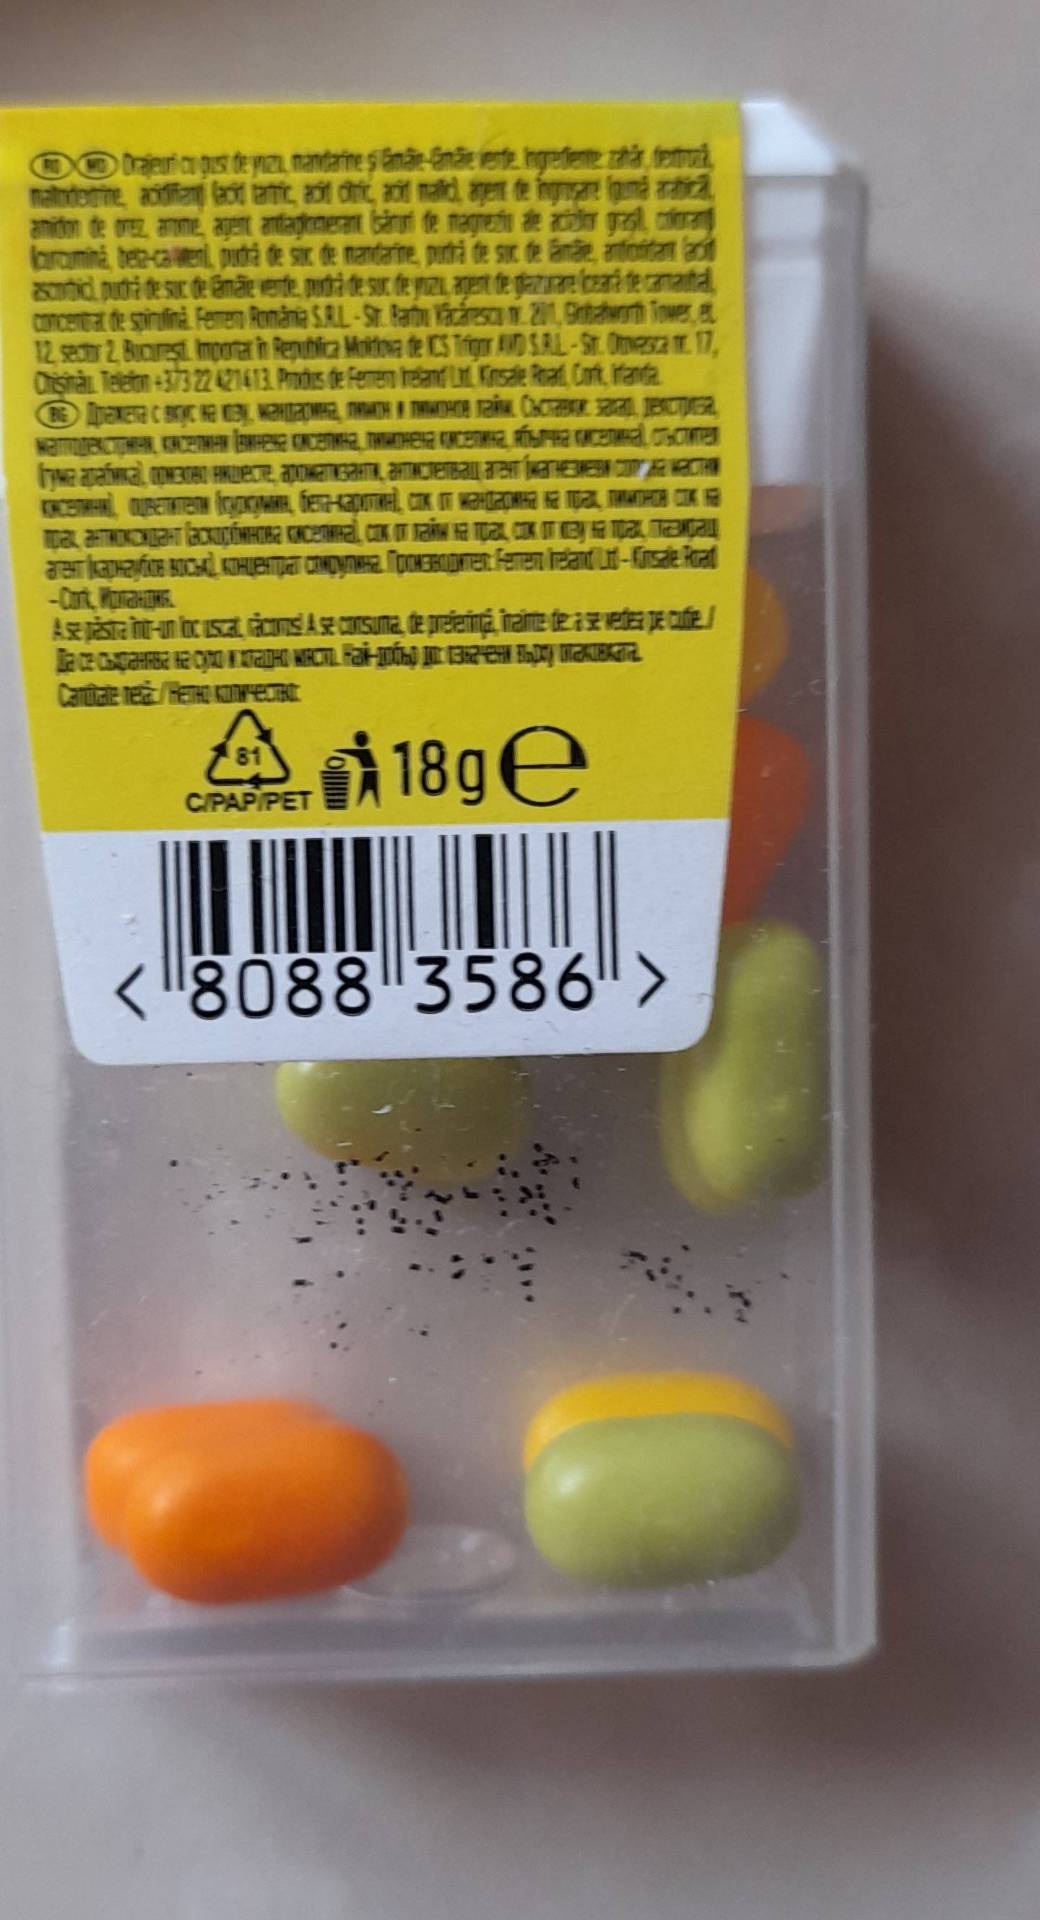 RO MD Drajeuri cu gust de yuzu, mandarine și lămâie-lămâie verde. Ingrediente: zahăr, dextroză,
maltodextrine, acidifianți (acid tartric, acid citric, acid malic), agent de îngroșare (gumă arabică),
amidon de orez, arome, agent antiaglomerant (săruri de magneziu ale acizilor grași), coloranți
(curcumină, beta-caroten), pudră de suc de mandarine, pudră de suc de lămâie, antioxidant (acid
ascorbic), pudră de suc de lămâie verde, pudră de suc de yuzu, agent de glazurare (ceară de carnauba),
concentrat de spirulină. Ferrero România S.R.L - Str. Barbu Văcărescu nr. 201, Globalworth Tower, et.
12, sector 2, București. Importat în Republica Moldova de ICS Trigor AVD S.R.L - Str. nr. 17,
Chișinău. Telefon +373 22 421413. Produs de Ferrero Ireland Ltd, Kinsale Road, Cork, Irlanda.
BG Дражета с вкус на юзу, мандарина, лимон и лимонов лайм. Съставки: захар, декстроза,
малтодекстрини, киселини (винена киселина, лимонена киселина, ябълчна киселина), сгъстител
(гума арабика), оризово нишесте, ароматизанти, антислепващ агент (магнезиеви соли на мастни
киселини), оцветители (куркумин, бета-каротин), сок от мандарина на прах, лимонов сок на
прах, антиоксидант (аскорбинова киселина), сок от лайм на прах, сок от юзу на прах, глазиращ
агент (карнаубски восък), концентрат спирулина. Производител: Ferrero Ireland Ltd - Kinsale Road
- Cork, Ирландия.
A se păstra într-un loc uscat, răcoros! A se consuma, de preferință, înainte de: a se vedea pe cutie. /
Да се съхранява на сухо и хладно място. Най-добър до: означен върху опаковката.
Cantitate netă: / Нетно количество:
81
C/PAP/PET 18g e
< 8088 3586 >